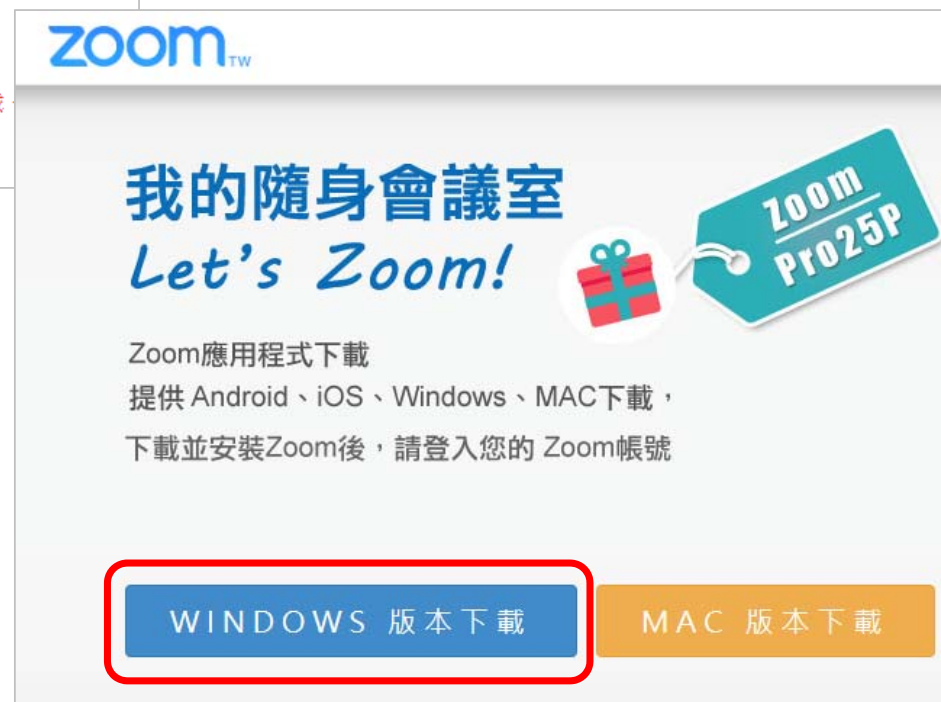 zoom TW
我的隨身會議室
Let's Zoom!
Zoom
Pro25P
Zoom應用程式下載
提供 Android、iOS、Windows、MAC下載，
下載並安裝Zoom後，請登入您的 Zoom帳號
WINDOWS 版本下載
MAC 版本下載